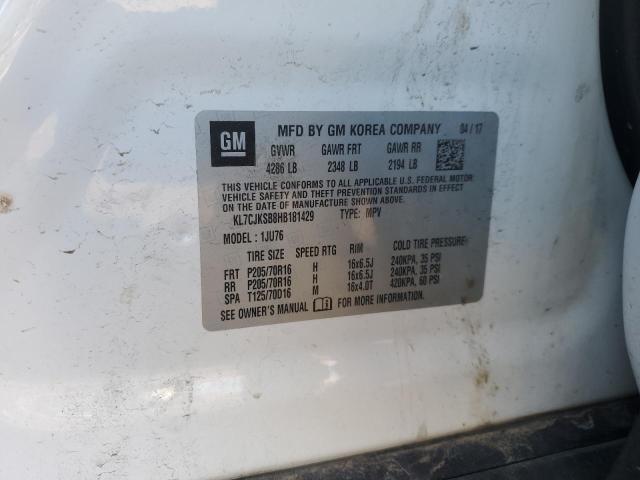 GM
MFD BY GM KOREA COMPANY 04/17
GVWR GAWR FRT GAWR RR
4286 LB 2348 LB 2194 LB
THIS VEHICLE CONFORMS TO ALL APPLICABLE U.S. FEDERAL MOTOR
VEHICLE SAFETY AND THEFT PREVENTION STANDARDS IN EFFECT ON THE
DATE OF MANUFACTURE SHOWN ABOVE.
KL7CJKSB8HB181429 TYPE: MPV
MODEL: 1JU76
TIRE SIZE SPEED RTG RIM COLD TIRE PRESSURE
FRT P205/70R16 H 16x6.5J 240KPA, 35 PSI
RR P205/70R16 H 16x6.5J 240KPA, 35 PSI
SPA T125/70D16 M 16x4.0T 420KPA, 60 PSI
SEE OWNER'S MANUAL FOR MORE INFORMATION.